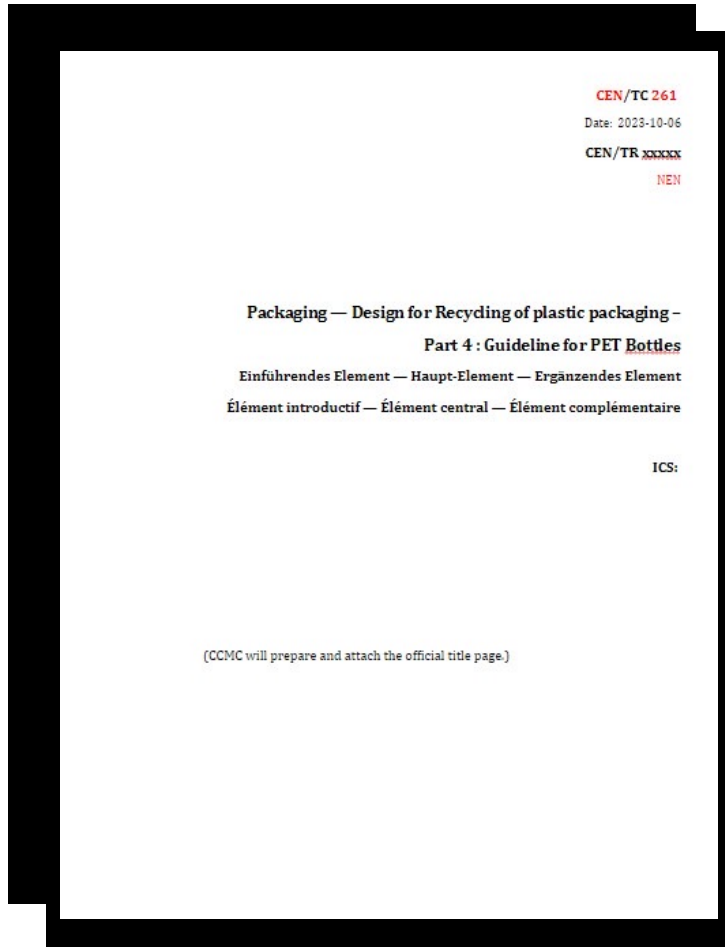 CEN/TC 261
Date: 2023-10-06
CEN/TR xxxxx
NEN
Packaging — Design for Recycling of plastic packaging –
Part 4 : Guideline for PET Bottles
Einführendes Element — Haupt-Element — Ergänzendes Element
Élément introductif — Élément central — Élément complémentaire
ICS:
(CCMC will prepare and attach the official title page.)